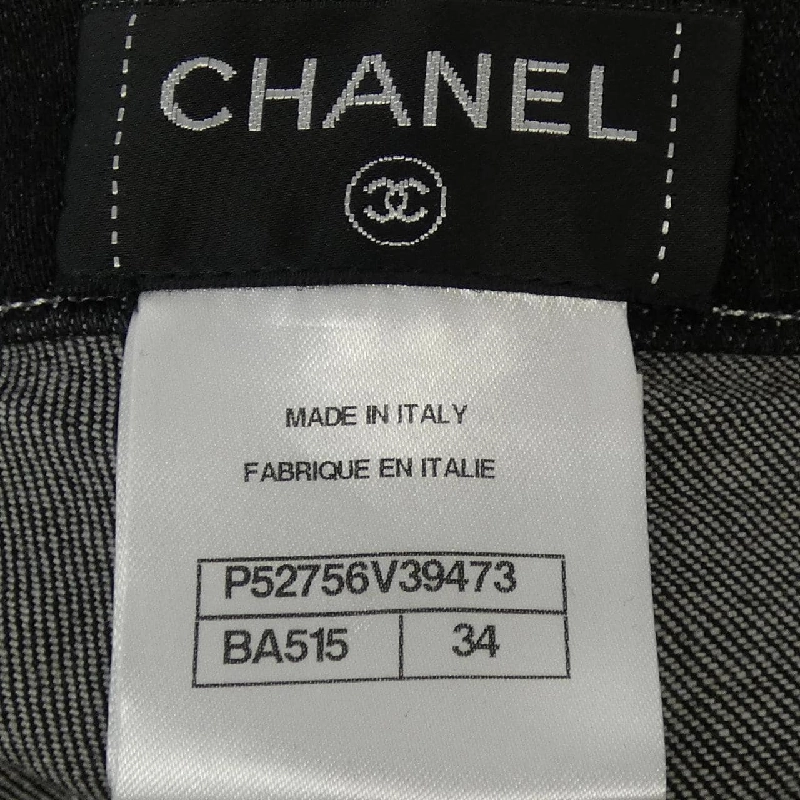 CHANEL
MADE IN ITALY
FABRIQUE EN ITALIE
P52756V39473
BA515 34